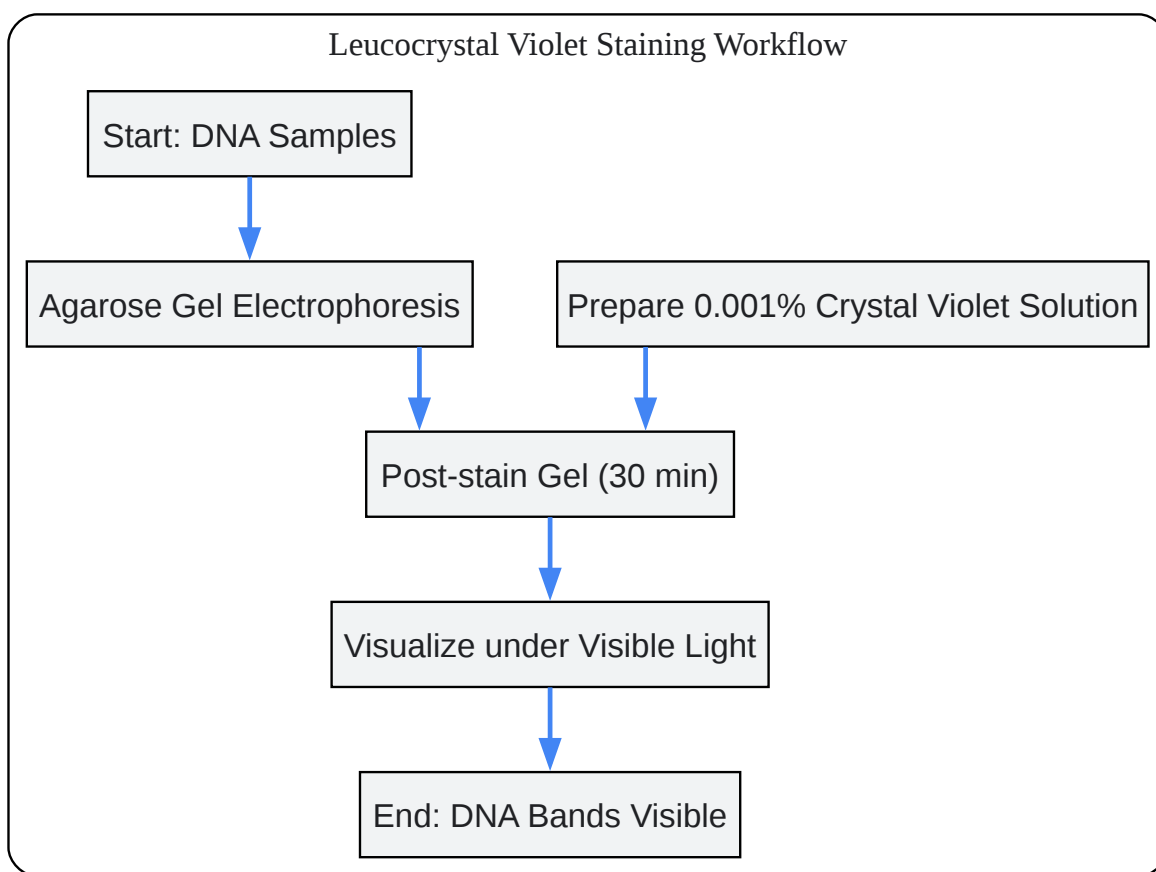 Leucocrystal Violet Staining Workflow
Start: DNA Samples
Agarose Gel Electrophoresis
Prepare 0.001% Crystal Violet Solution
Post-stain Gel (30 min)
Visualize under Visible Light
End: DNA Bands Visible